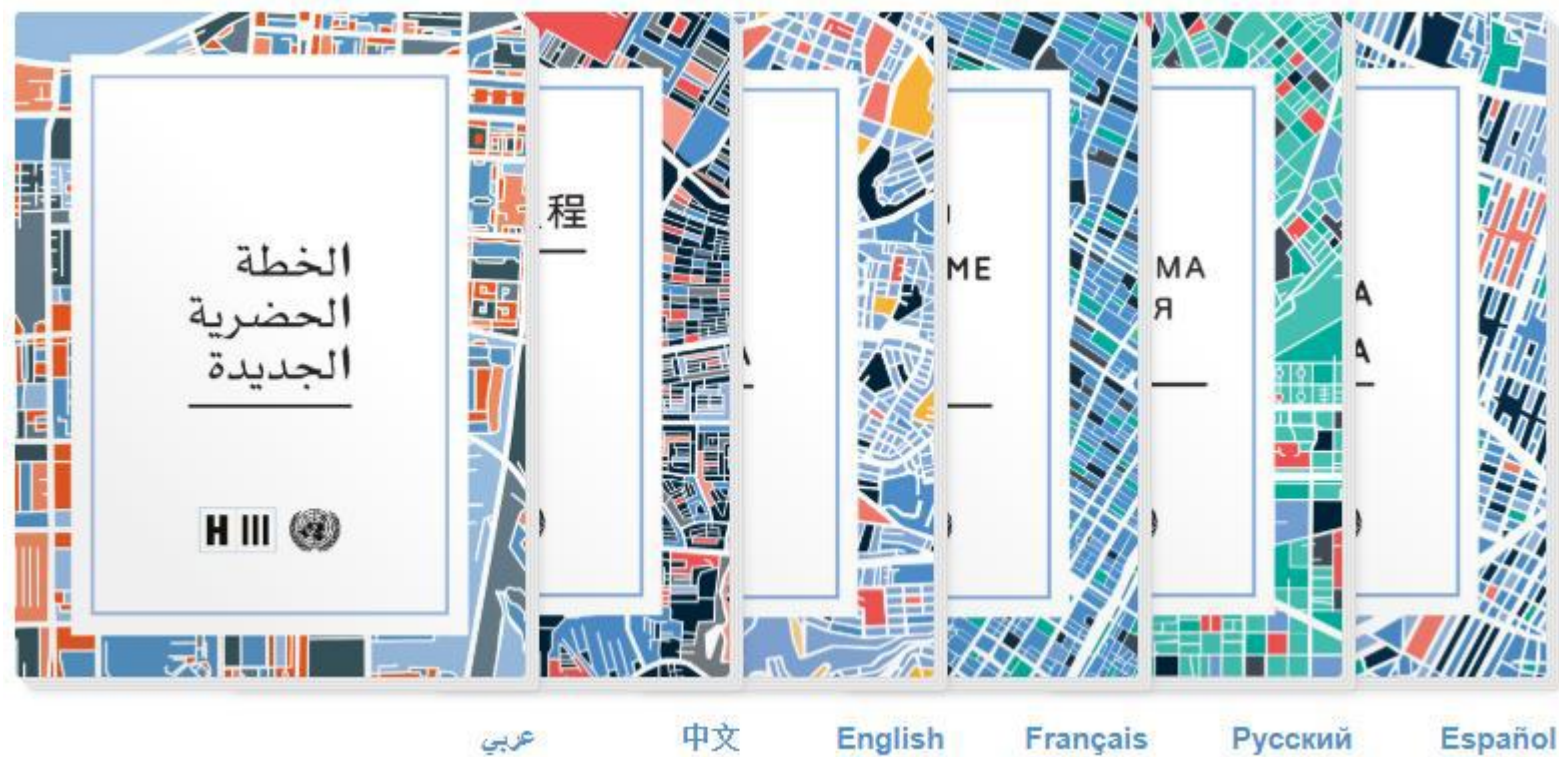 الخطة
الحضرية
الجديدة
H III
程
ME
MA
Я
A
A
عربي
中文
English
Français
Русский
Español